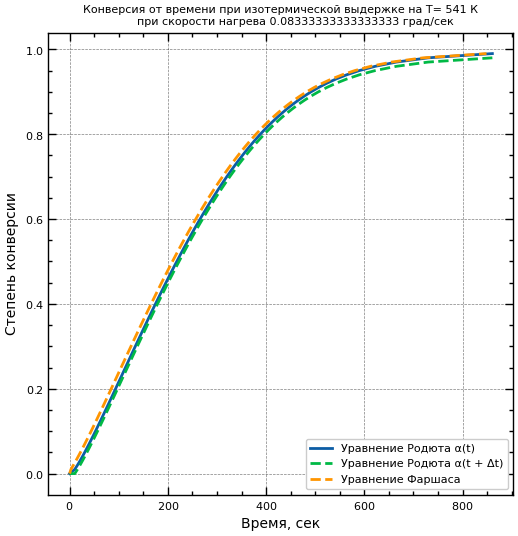 Конверсия от времени при изотермической выдержке на T= 541 К
при скорости нагрева 0.08333333333333333 град/сек
Степень конверсии
1.0
0.8
0.6
0.4
0.2
0.0
Уравнение Родюта α(t)
Уравнение Родюта α(t + Δt)
Уравнение Фаршаса
0 200 400 600 800
Время, сек